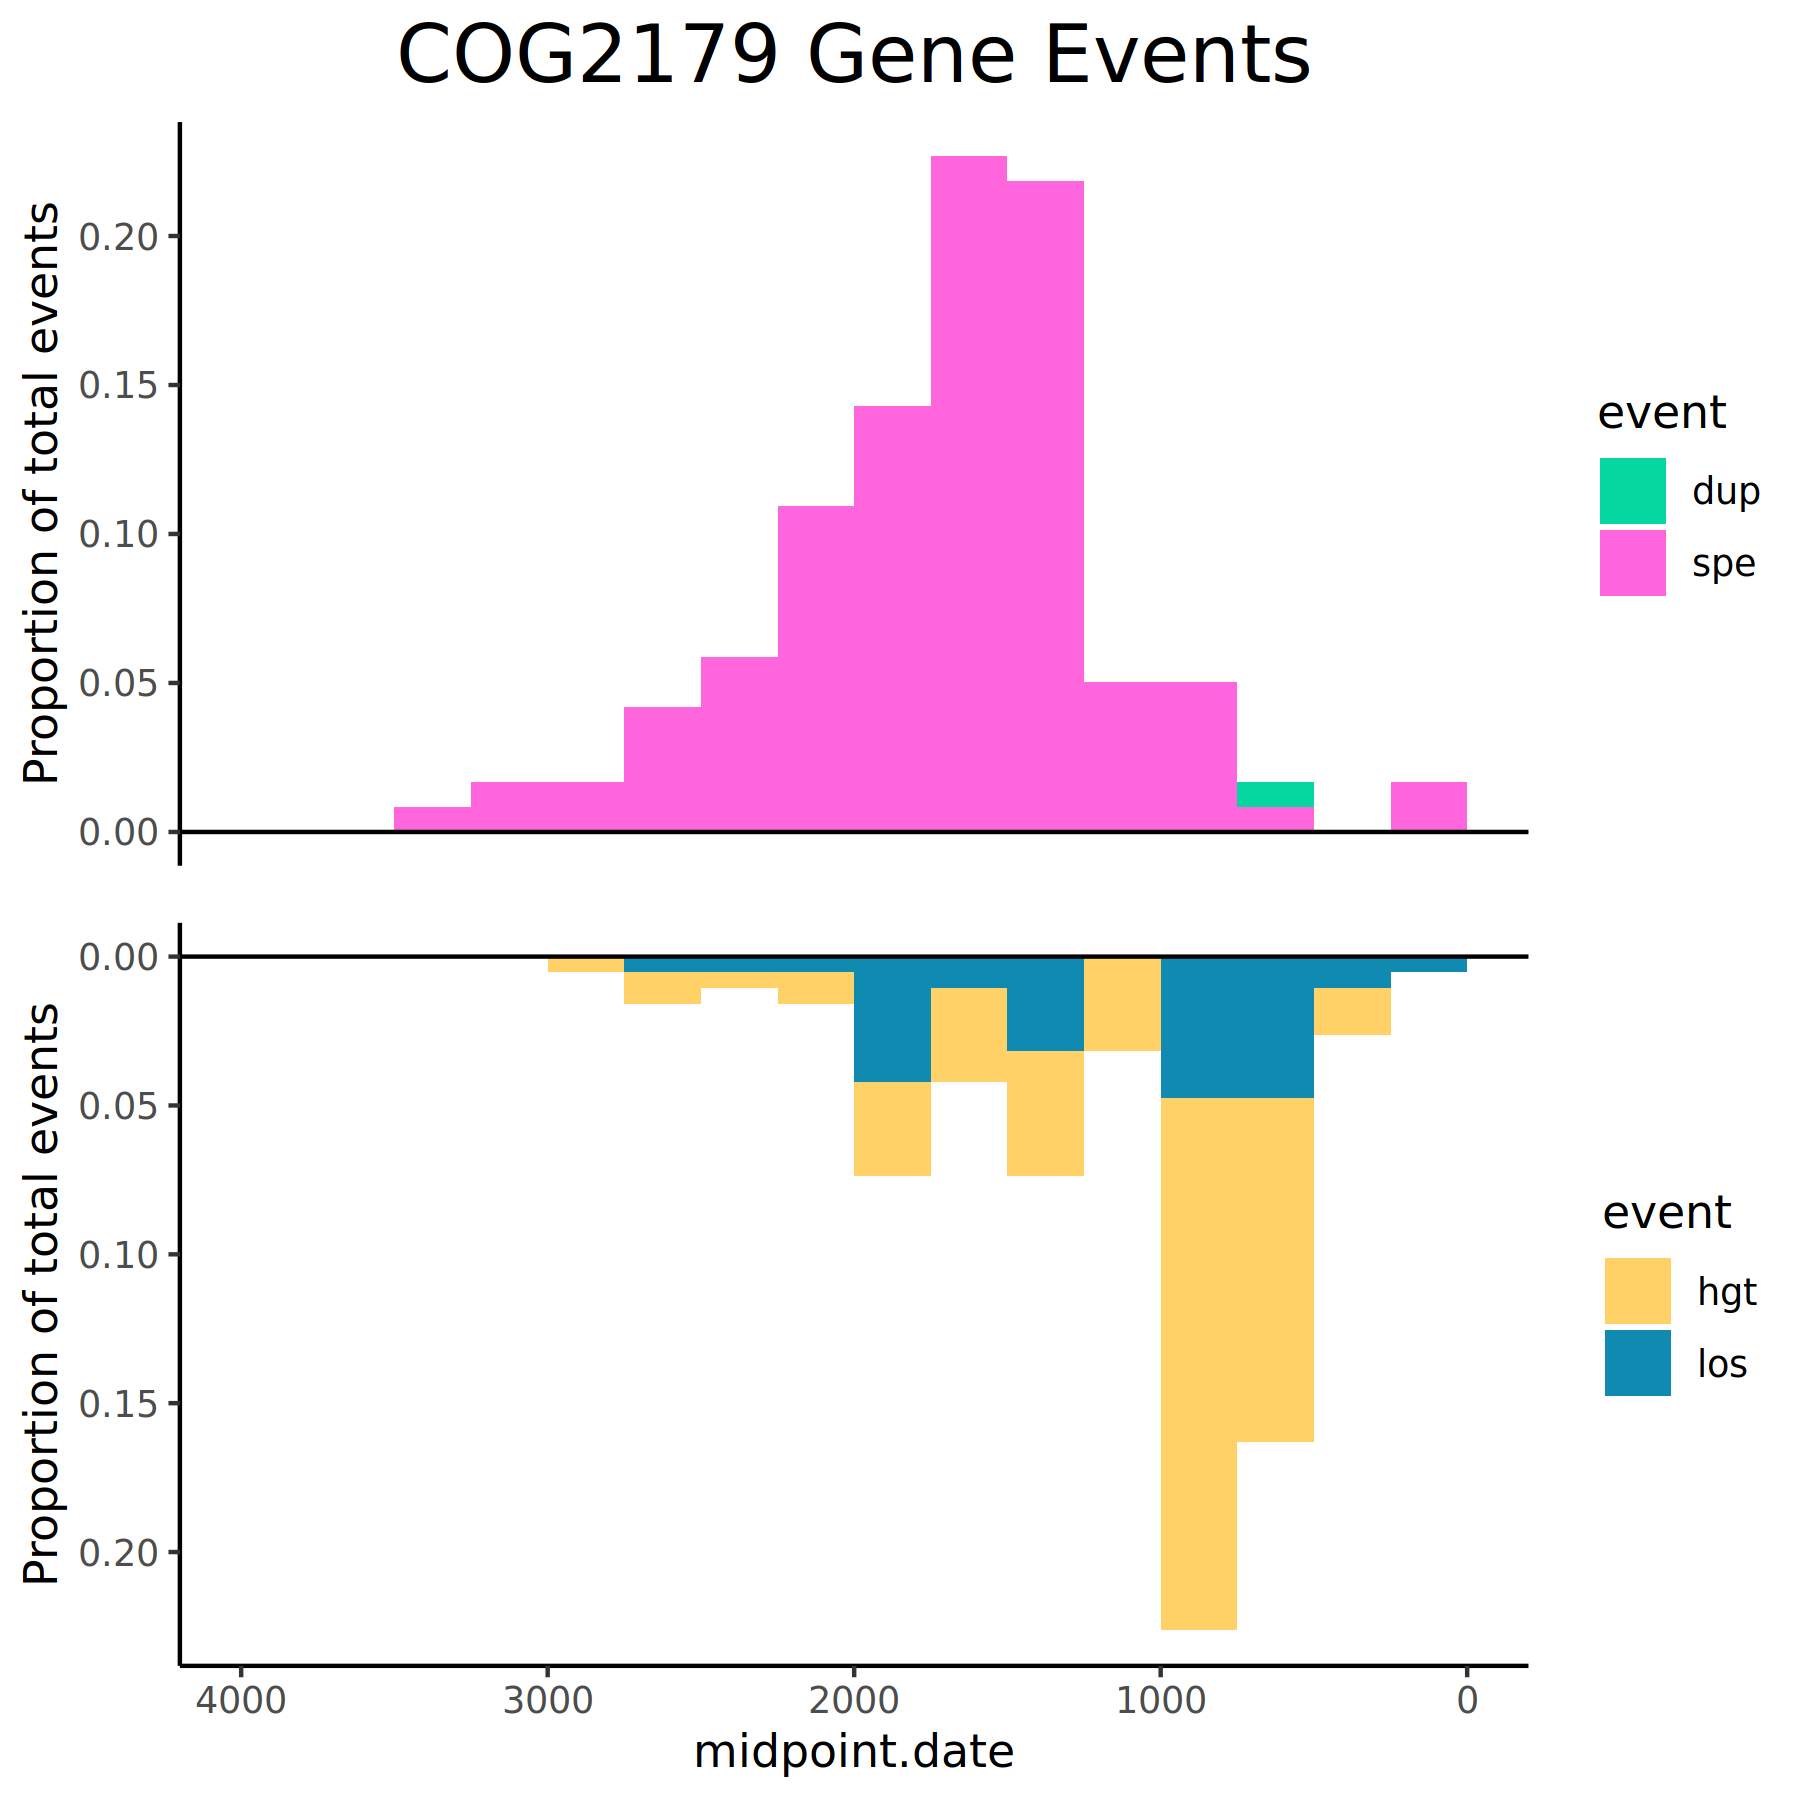 COG2179 Gene Events
Proportion of total events
0.20
0.15
0.10
0.05
0.00
event
dup
spe
Proportion of total events
0.00
0.05
0.10
0.15
0.20
event
hgt
los
4000 3000 2000 1000 0
midpoint.date